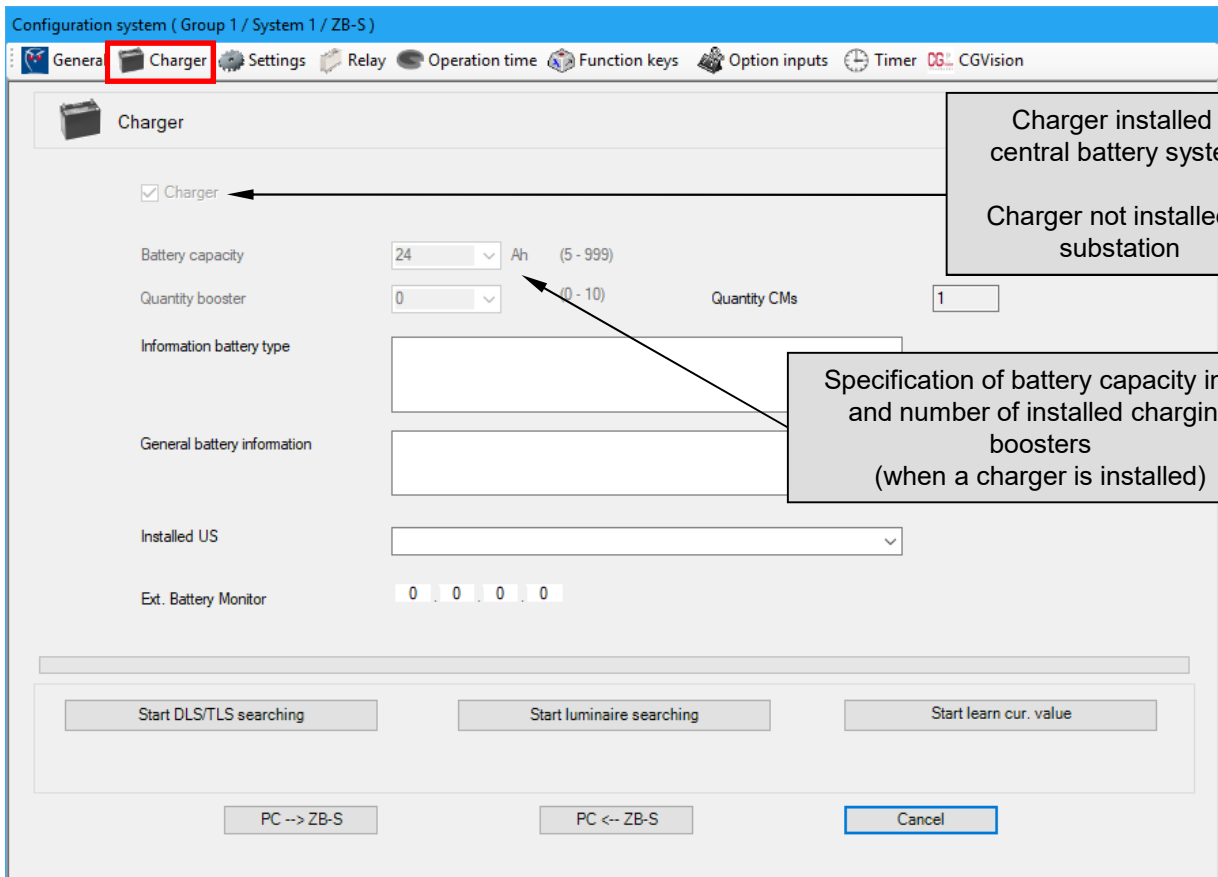 Configuration system ( Group 1 / System 1 / ZB-S )
General Charger Settings Relay Operation time Function keys Option inputs Timer CGVision
Charger
Charger installed
central battery
Charger
Charger not
substation
Battery capacity 24 Ah (5 - 999)
Quantity booster 0 (0 - 10) Quantity CMs 1
Information battery type
Specification of battery capacity
and number of installed
boosters
(when a charger is installed)
General battery information
Installed US
Ext. Battery Monitor 0 . 0 . 0 . 0
Start DLS/TLS searching Start luminaire searching Start learn cur. value
PC --> ZB-S PC <-- ZB-S Cancel